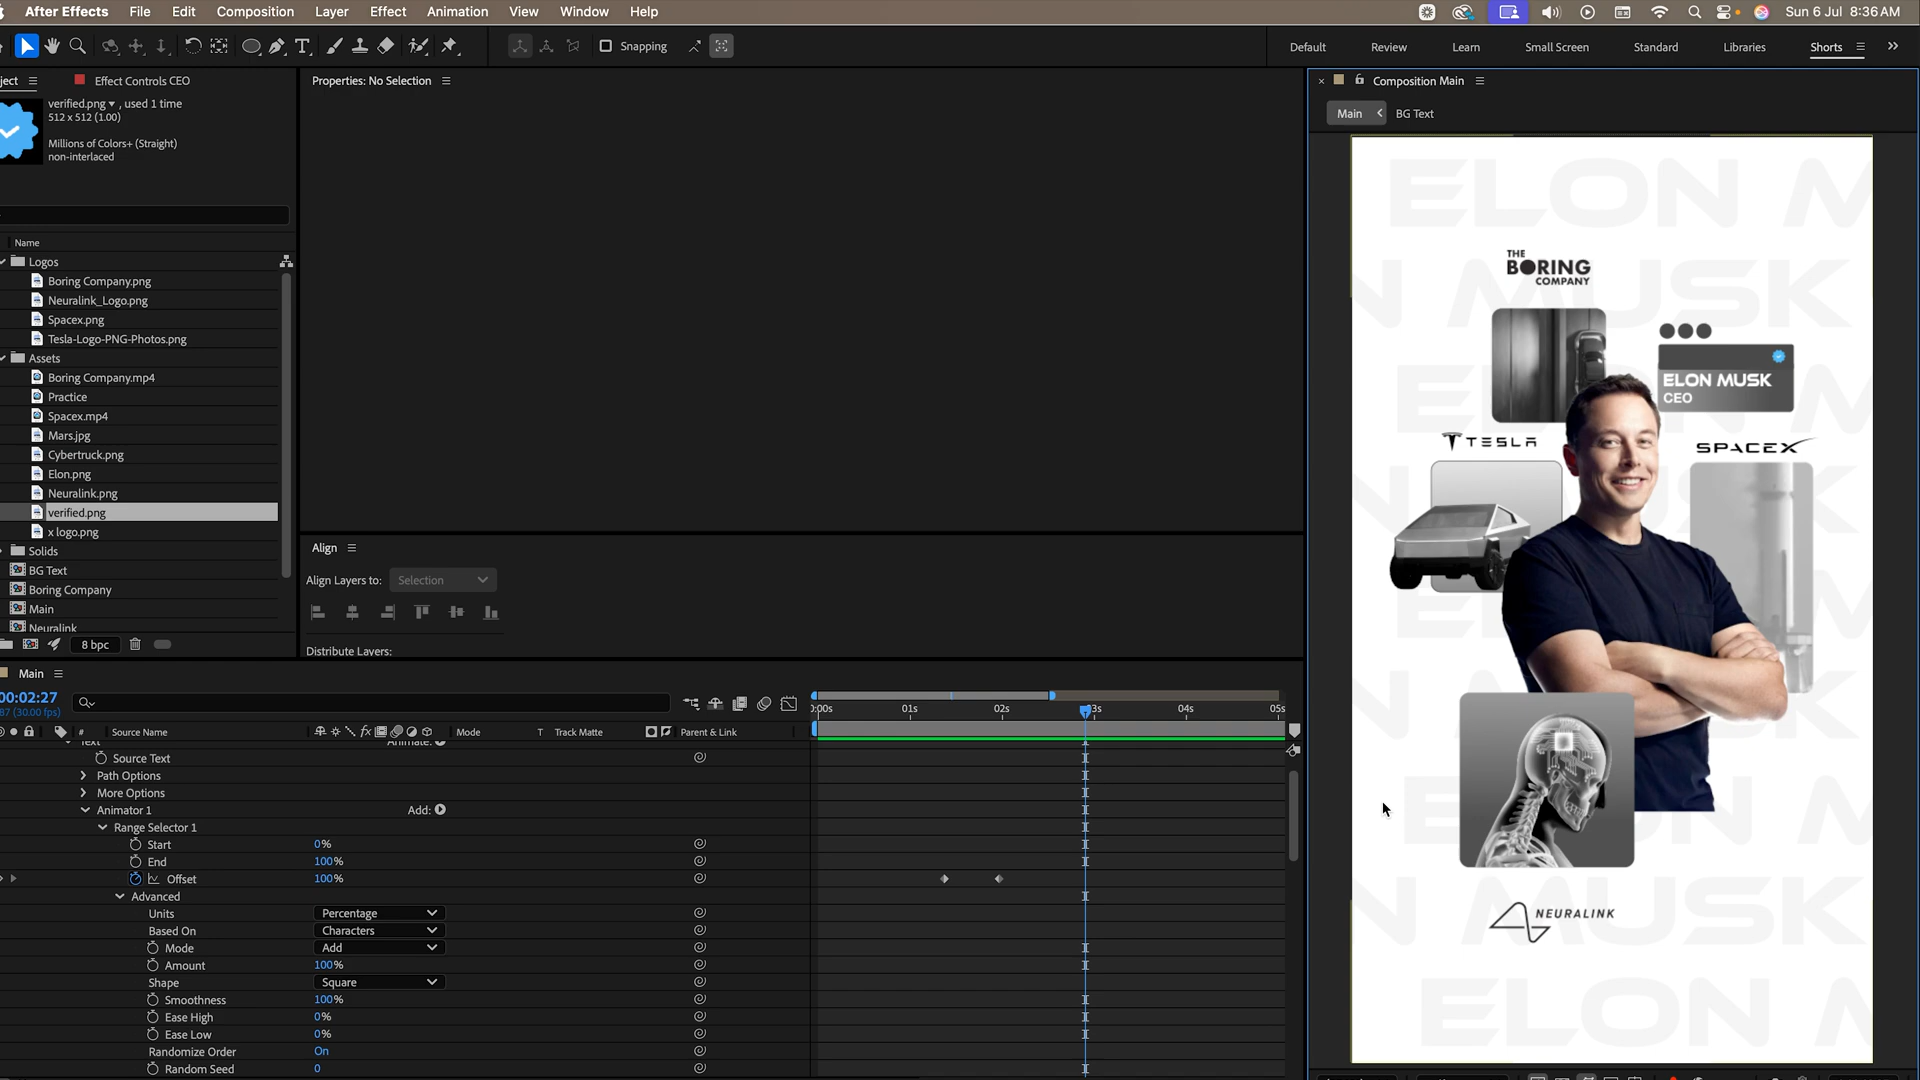 After Effects File Edit Composition Layer Effect Animation View Window Help Sun 6 Jul 8:36 AM
Snapping Default Review Learn Small Screen Standard Libraries Shorts
Effect Controls CEO
Properties: No Selection
Composition Main
verified.png , used 1 time
512 x 512 (1.00)
Millions of Colors+ (Straight)
non-interlaced
Main BG Text
Name
Logos
Boring Company.png
Neuralink_Logo.png
Spacex.png
Tesla-Logo-PNG-Photos.png
Assets
Boring Company.mp4
Practice
Spacex.mp4
Mars.jpg
Cybertruck.png
Elon.png
Neuralink.png
verified.png
x logo.png
Solids
BG Text
Boring Company
Main
Neuralink
8 bpc
Align
Align Layers to: Selection
Distribute Layers:
Main
00:02:27
87 (30.00 fps)
# Source Name Mode T Track Matte Parent & Link
01s 02s 04s 05s
Text Animate:
Source Text
Path Options
More Options
Animator 1 Add:
Range Selector 1
Start 0%
End 100%
Offset 100%
Advanced
Units Percentage
Based On Characters
Mode Add
Amount 100%
Shape Square
Smoothness 100%
Ease High 0%
Ease Low 0%
Randomize Order On
Random Seed 0
ELON M
N MUSK
THE
BORING
COMPANY
ELON MUSK
CEO
TESLA
SPACEX
NEURALINK
N MUSK
ELON M